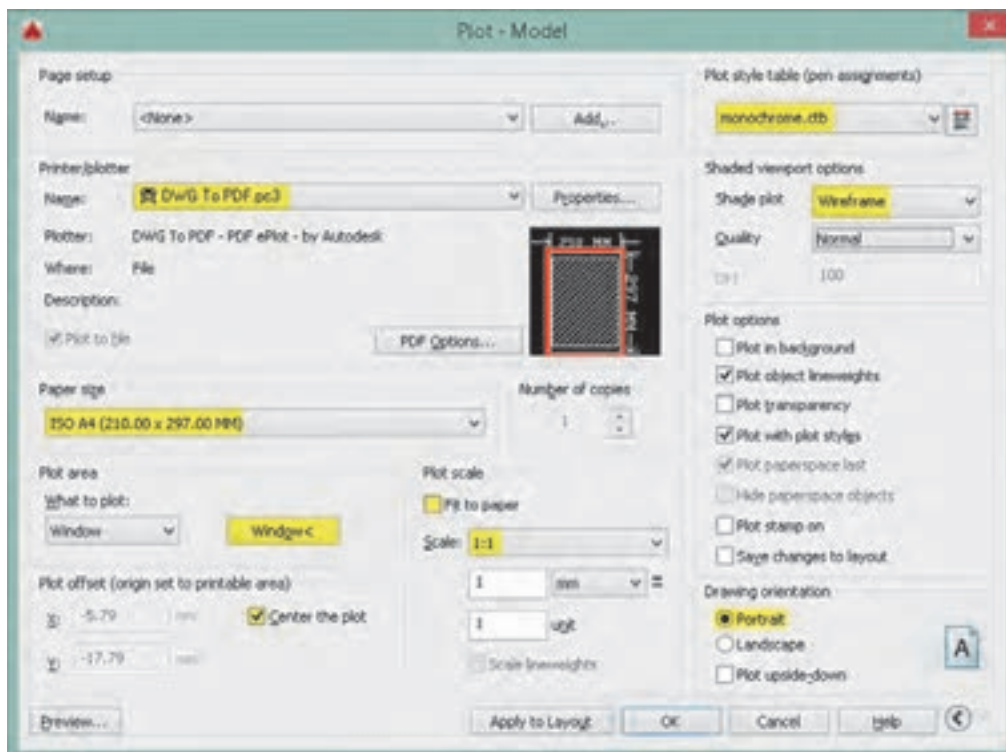 Plot - Model
Page setup
Name:
<None>
Add...
Printer/plotter
Name:
DWG To PDF.pc3
Properties...
Plotter:
DWG To PDF - PDF ePlot - by Autodesk
Where:
File
Description:
Plot to file
PDF Options...
210 MM
297 MM
Paper size
ISO A4 (210.00 x 297.00 MM)
Number of copies
1
Plot area
What to plot:
Window
Window<
Plot scale
Fit to paper
Scale:
1:1
1
mm
=
1
unit
Scale lineweights
Plot offset (origin set to printable area)
X:
-5.79
mm
Center the plot
Y:
-17.79
mm
Plot style table (pen assignments)
monochrome.ctb
Shaded viewport options
Shade plot
Wireframe
Quality
Normal
DPI
100
Plot options
Plot in background
Plot object lineweights
Plot transparency
Plot with plot styles
Plot paperspace last
Hide paperspace objects
Plot stamp on
Save changes to layout
Drawing orientation
Portrait
Landscape
Plot upside-down
A
Preview...
Apply to Layout
OK
Cancel
Help